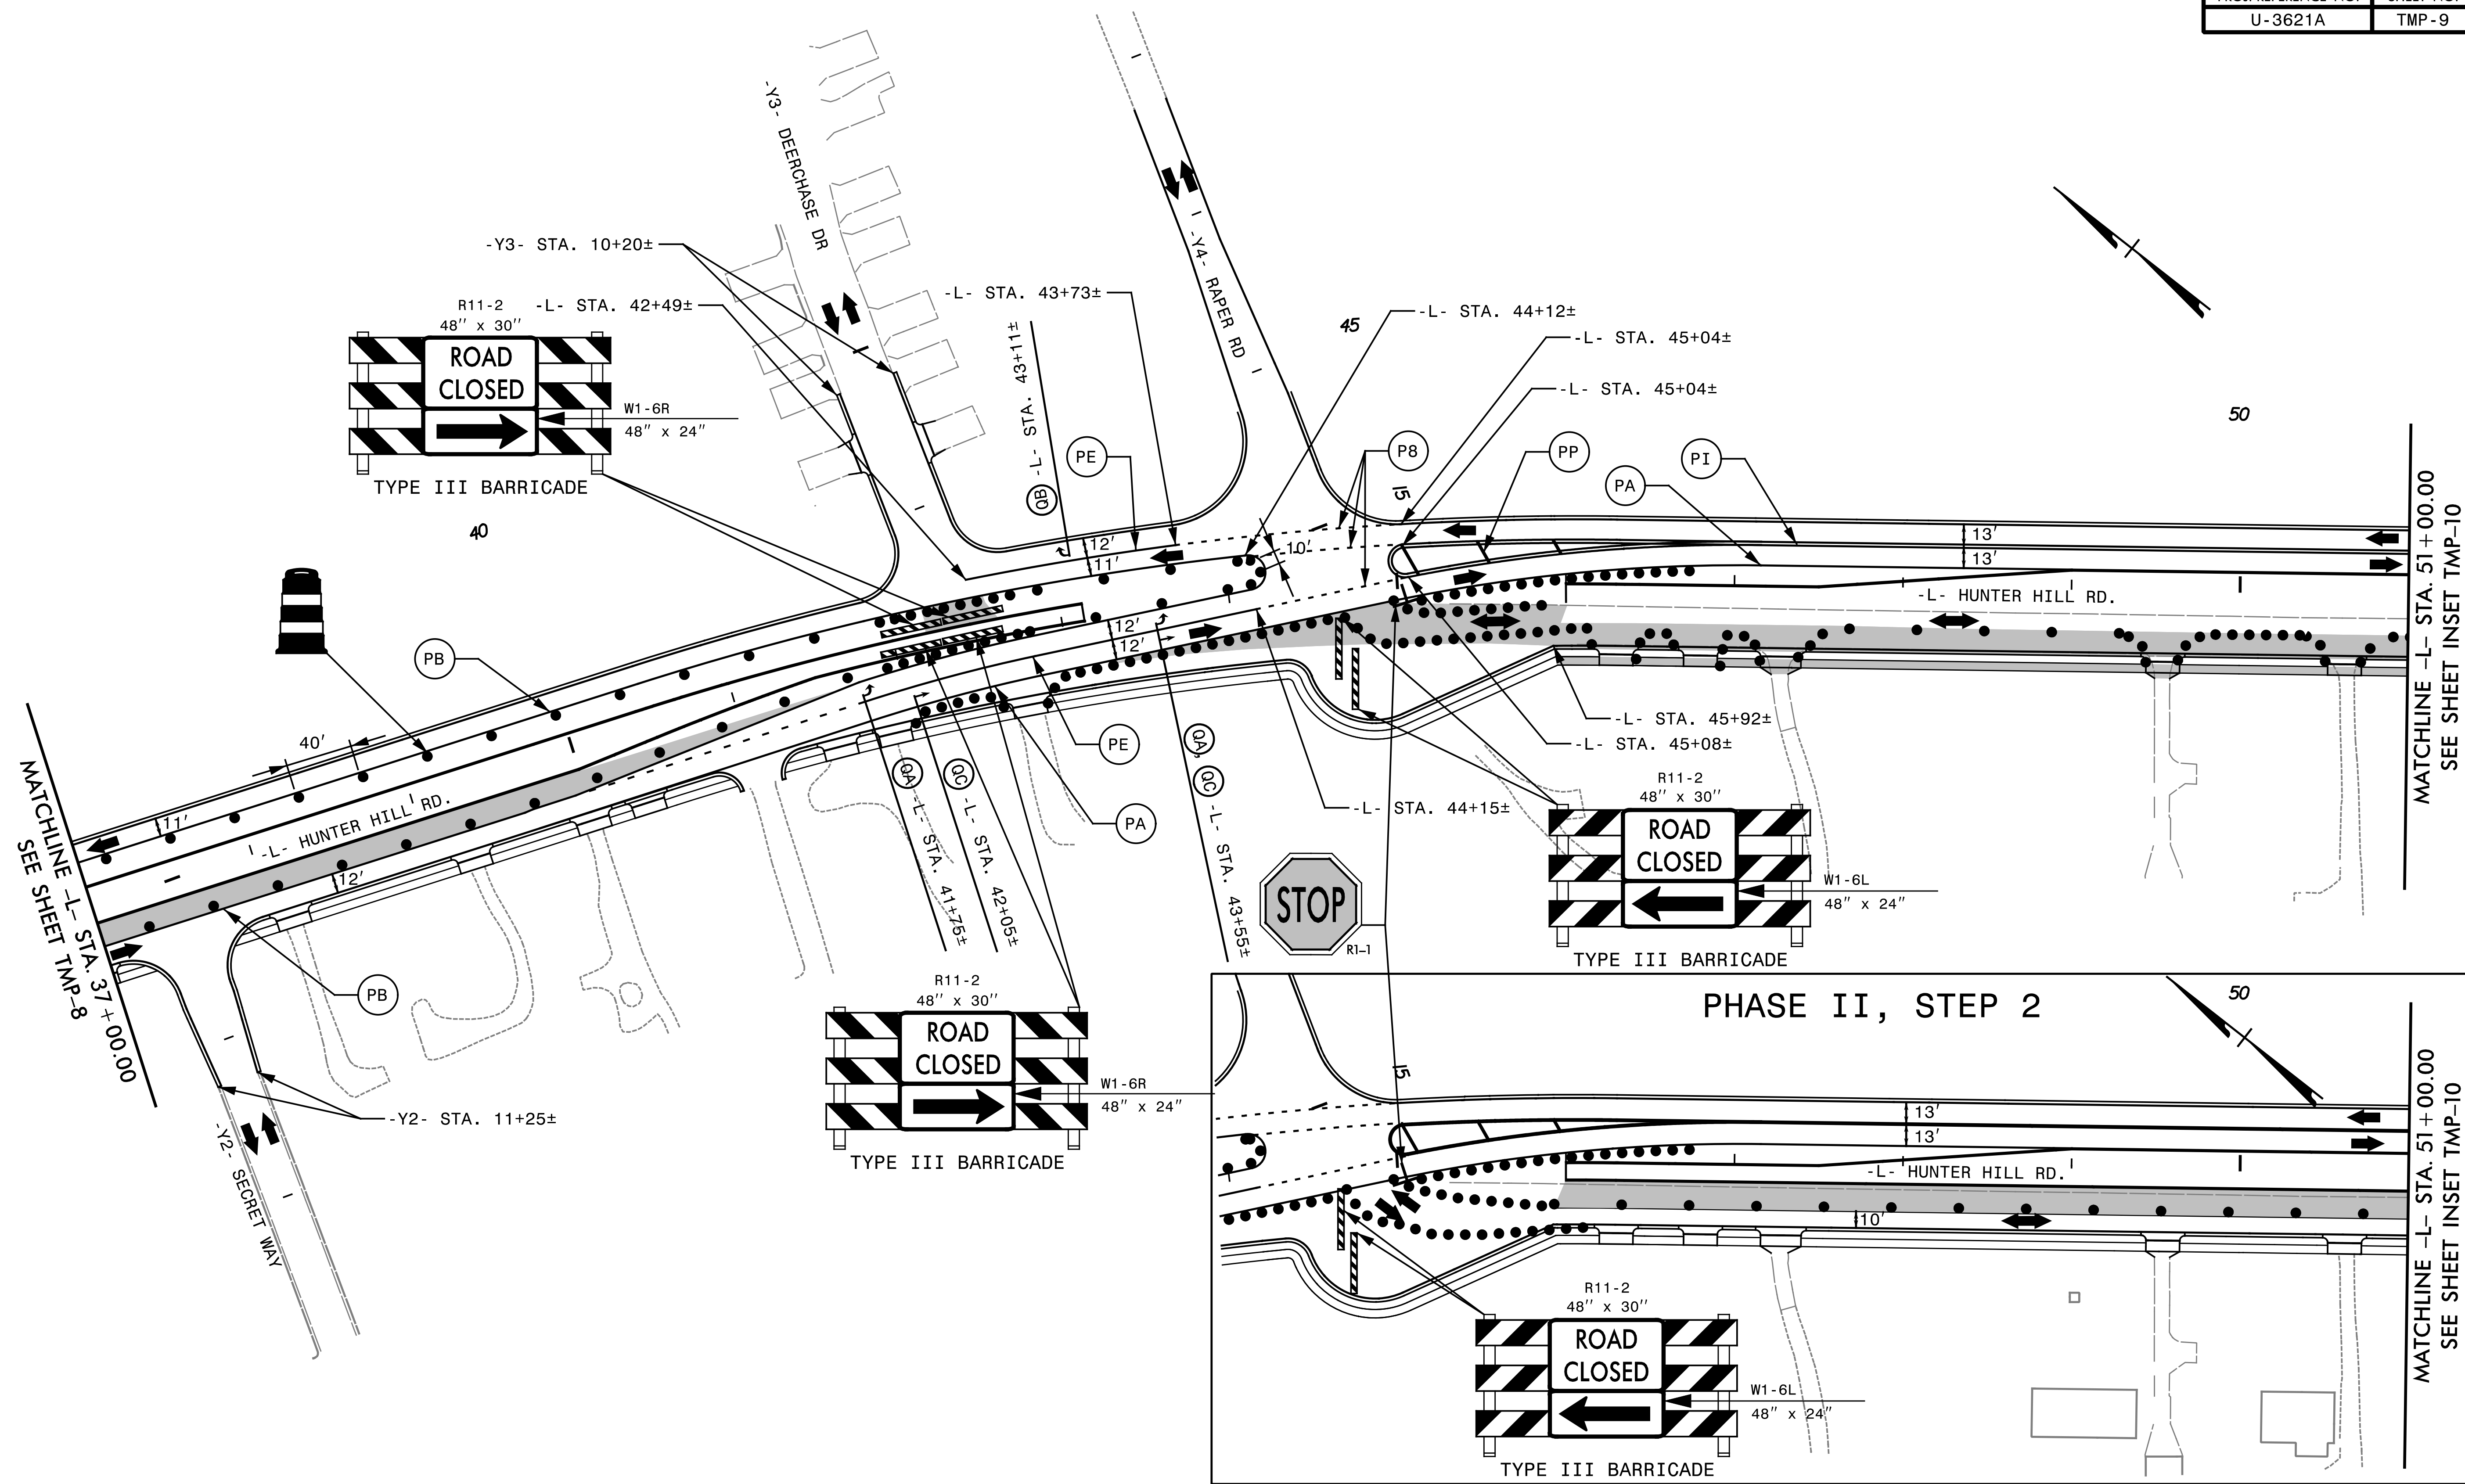 U-3621A
TMP-9
-Y3- DEERCHASE DR
-Y3- STA. 10+20±
R11-2
48'' x 30''
-L- STA. 42+49±
-L- STA. 43+73±
-L- STA. 44+12±
-Y4- RAPER RD
45
-L- STA. 45+04±
-L- STA. 45+04±
ROAD
CLOSED
W1-6R
48'' x 24''
TYPE III BARRICADE
QB
-L- STA. 43+11±
PE
P8
PP
PI
PA
50
15
40
12'
11'
10'
13'
13'
-L- HUNTER HILL RD.
MATCHLINE -L- STA. 51+00.00
SEE SHEET INSET TMP-10
PB
40'
11'
-L- HUNTER HILL RD.
12'
12'
12'
MATCHLINE -L- STA. 37+00.00
SEE SHEET TMP-8
PB
PE
PA
QA
-L- STA. 41+75±
QC
-L- STA. 42+05±
QA, QC
-L- STA. 43+55±
-L- STA. 45+92±
-L- STA. 45+08±
-L- STA. 44+15±
R11-2
48'' x 30''
ROAD
CLOSED
W1-6L
48'' x 24''
TYPE III BARRICADE
STOP
R1-1
R11-2
48'' x 30''
ROAD
CLOSED
W1-6R
48'' x 24''
TYPE III BARRICADE
-Y2- STA. 11+25±
-Y2- SECRET WAY
PHASE II, STEP 2
50
15
13'
13'
-L- HUNTER HILL RD.
10'
MATCHLINE -L- STA. 51+00.00
SEE SHEET INSET TMP-10
R11-2
48'' x 30''
ROAD
CLOSED
W1-6L
48'' x 24''
TYPE III BARRICADE